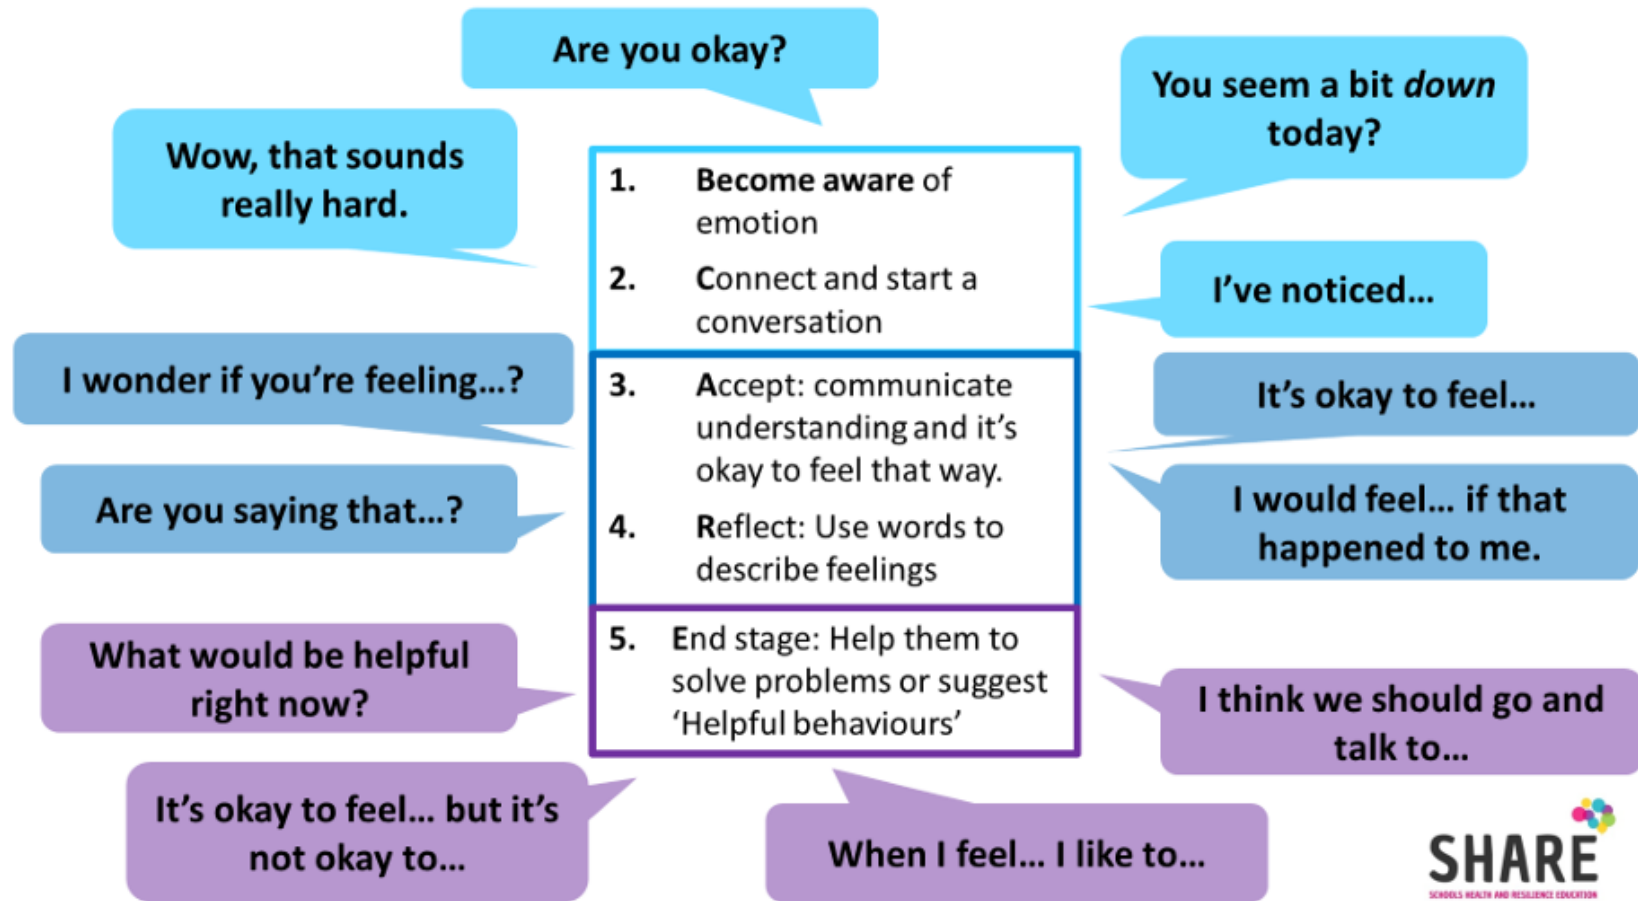 Are you okay?
You seem a bit down
today?
Wow, that sounds
really hard.
I've noticed...
1. Become aware of
emotion
2. Connect and start a
conversation
3. Accept: communicate
understanding and it's
okay to feel that way.
4. Reflect: Use words to
describe feelings
5. End stage: Help them to
solve problems or suggest
'Helpful behaviours'
I wonder if you're feeling...?
It's okay to feel...
Are you saying that...?
I would feel... if that
happened to me.
What would be helpful
right now?
I think we should go and
talk to...
It's okay to feel... but it's
not okay to...
When I feel... I like to...
SHARE
SCHOOLS HEALTH AND RESILIENCE EDUCATION